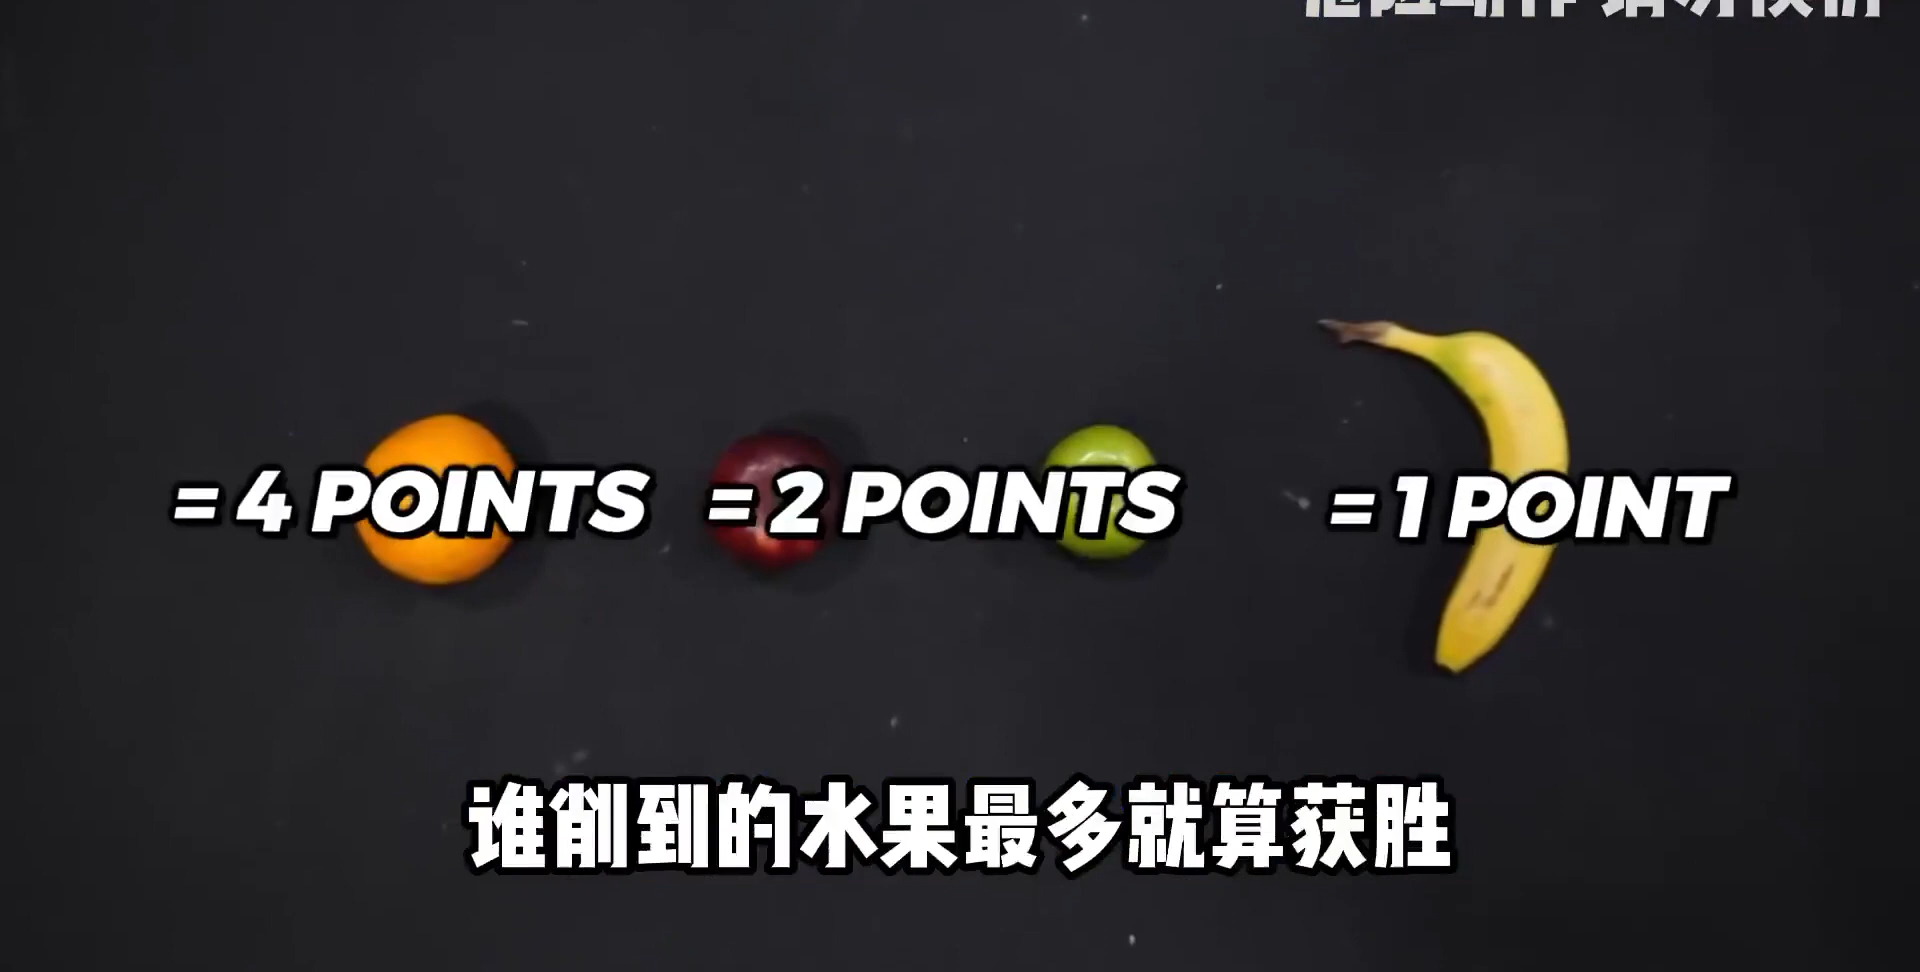 = 4 POINTS
= 2 POINTS
= 1 POINT
谁削到的水果最多就算获胜